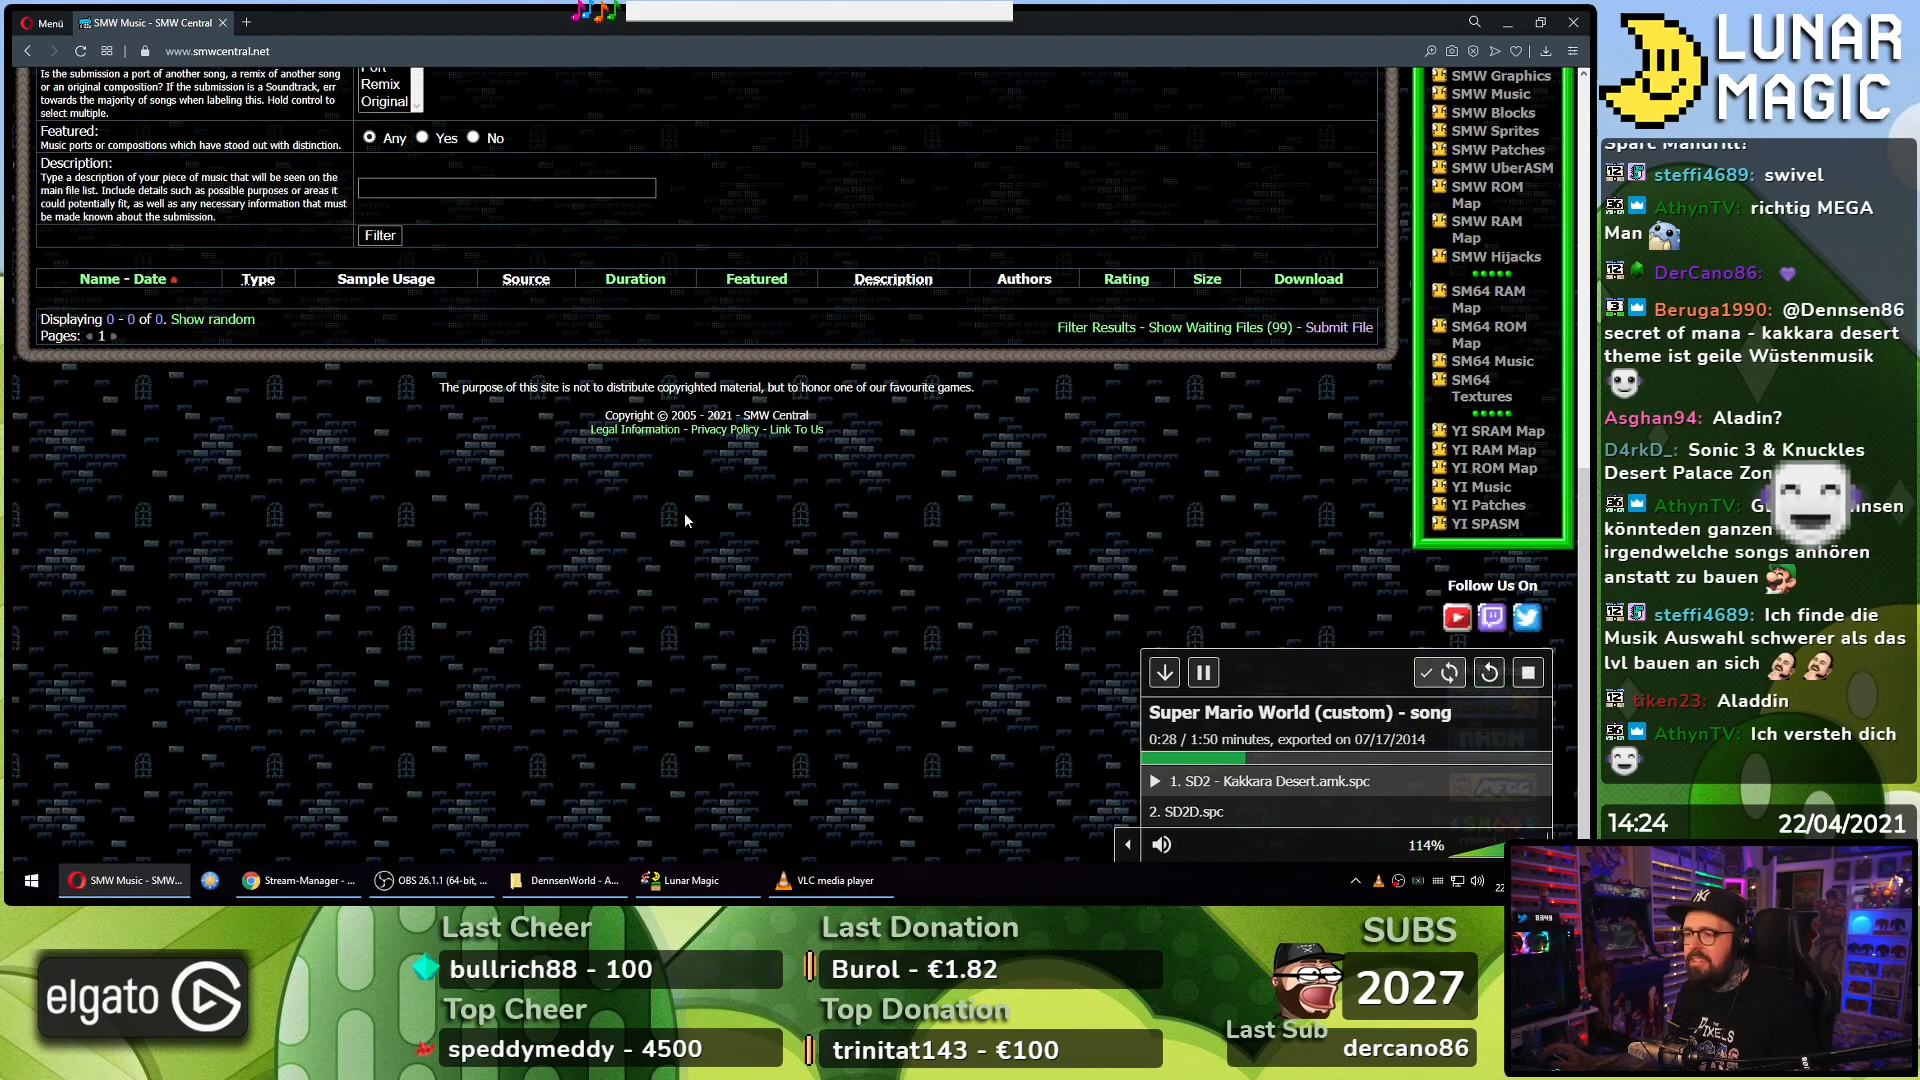 Menü
SMW Music - SMW Central
www.smwcentral.net
Is the submission a port of another song, a remix of another song
or an original composition? If the submission is a Soundtrack, err
towards the majority of songs when labeling this. Hold control to
select multiple.
Port
Remix
Original
Featured:
Music ports or compositions which have stood out with distinction.
Any Yes No
Description:
Type a description of your piece of music that will be seen on the
main file list. Include details such as possible purposes or areas it
could potentially fit, as well as any necessary information that must
be made known about the submission.
Filter
Name - Date Type Sample Usage Source Duration Featured Description Authors Rating Size Download
Displaying 0 - 0 of 0. Show random
Pages: 1
Filter Results - Show Waiting Files (99) - Submit File
The purpose of this site is not to distribute copyrighted material, but to honor one of our favourite games.
Copyright © 2005 - 2021 - SMW Central
Legal Information - Privacy Policy - Link To Us
SMW Graphics
SMW Music
SMW Blocks
SMW Sprites
SMW Patches
SMW UberASM
SMW ROM
Map
SMW RAM
Map
SMW Hijacks
SM64 RAM
Map
SM64 ROM
Map
SM64 Music
SM64
Textures
YI SRAM Map
YI RAM Map
YI ROM Map
YI Music
YI Patches
YI SPASM
Follow Us On
Super Mario World (custom) - song
0:28 / 1:50 minutes, exported on 07/17/2014
1. SD2 - Kakkara Desert.amk.spc
2. SD2D.spc
114%
SMW Music - SMW...
Stream-Manager - ...
OBS 26.1.1 (64-bit, ...
DennsenWorld - A...
Lunar Magic
VLC media player
LUNAR
MAGIC
steffi4689: swivel
AthynTV: richtig MEGA
Man
DerCano86:
Beruga1990: @Dennsen86
secret of mana - kakkara desert
theme ist geile Wüstenmusik
Asghan94: Aladin?
D4rkD_: Sonic 3 & Knuckles
Desert Palace Zon
AthynTV:
könnteden ganzen
irgendwelche songs anhören
anstatt zu bauen
steffi4689: Ich finde die
Musik Auswahl schwerer als das
lvl bauen an sich
tiken23: Aladdin
AthynTV: Ich versteh dich
14:24 22/04/2021
elgato
Last Cheer
bullrich88 - 100
Top Cheer
speddymeddy - 4500
Last Donation
Burol - €1.82
Top Donation
trinitat143 - €100
SUBS
2027
Last Sub
dercano86